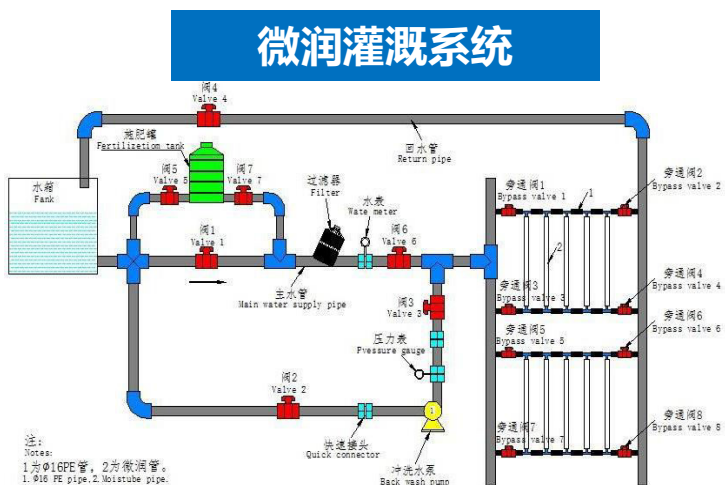 微润灌溉系统
阀4
Valve 4
施肥罐
Fertilizetion tank
回水管
Return pipe
水箱
Fank
阀5
Valve 5
阀7
Valve 7
过滤器
Filter
水表
Wate meter
旁通阀1
Bypass valve 1
1
旁通阀2
Bypass valve 2
阀1
Valve 1
阀6
Valve 6
2
主水管
Main water supply pipe
阀3
Valve 3
旁通阀3
Bypass valve 3
旁通阀4
Bypass valve 4
旁通阀5
Bypass valve 5
旁通阀6
Bypass valve 6
压力表
Pvessure gauge
阀2
Valve 2
快速接头
Quick connector
1
冲洗水泵
Back wash pump
旁通阀7
Bypass valve 7
旁通阀8
Bypass valve 8
注:
Notes:
1为Φ16PE管，2为微润管。
1. Φ16 PE pipe.2.Moistube pipe.